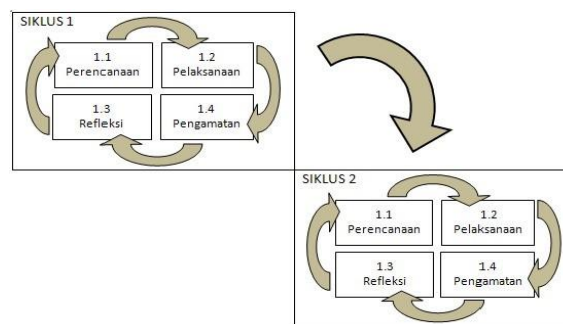 SIKLUS 1
1.1
Perencanaan
1.2
Pelaksanaan
1.3
Refleksi
1.4
Pengamatan
SIKLUS 2
1.1
Perencanaan
1.2
Pelaksanaan
1.3
Refleksi
1.4
Pengamatan